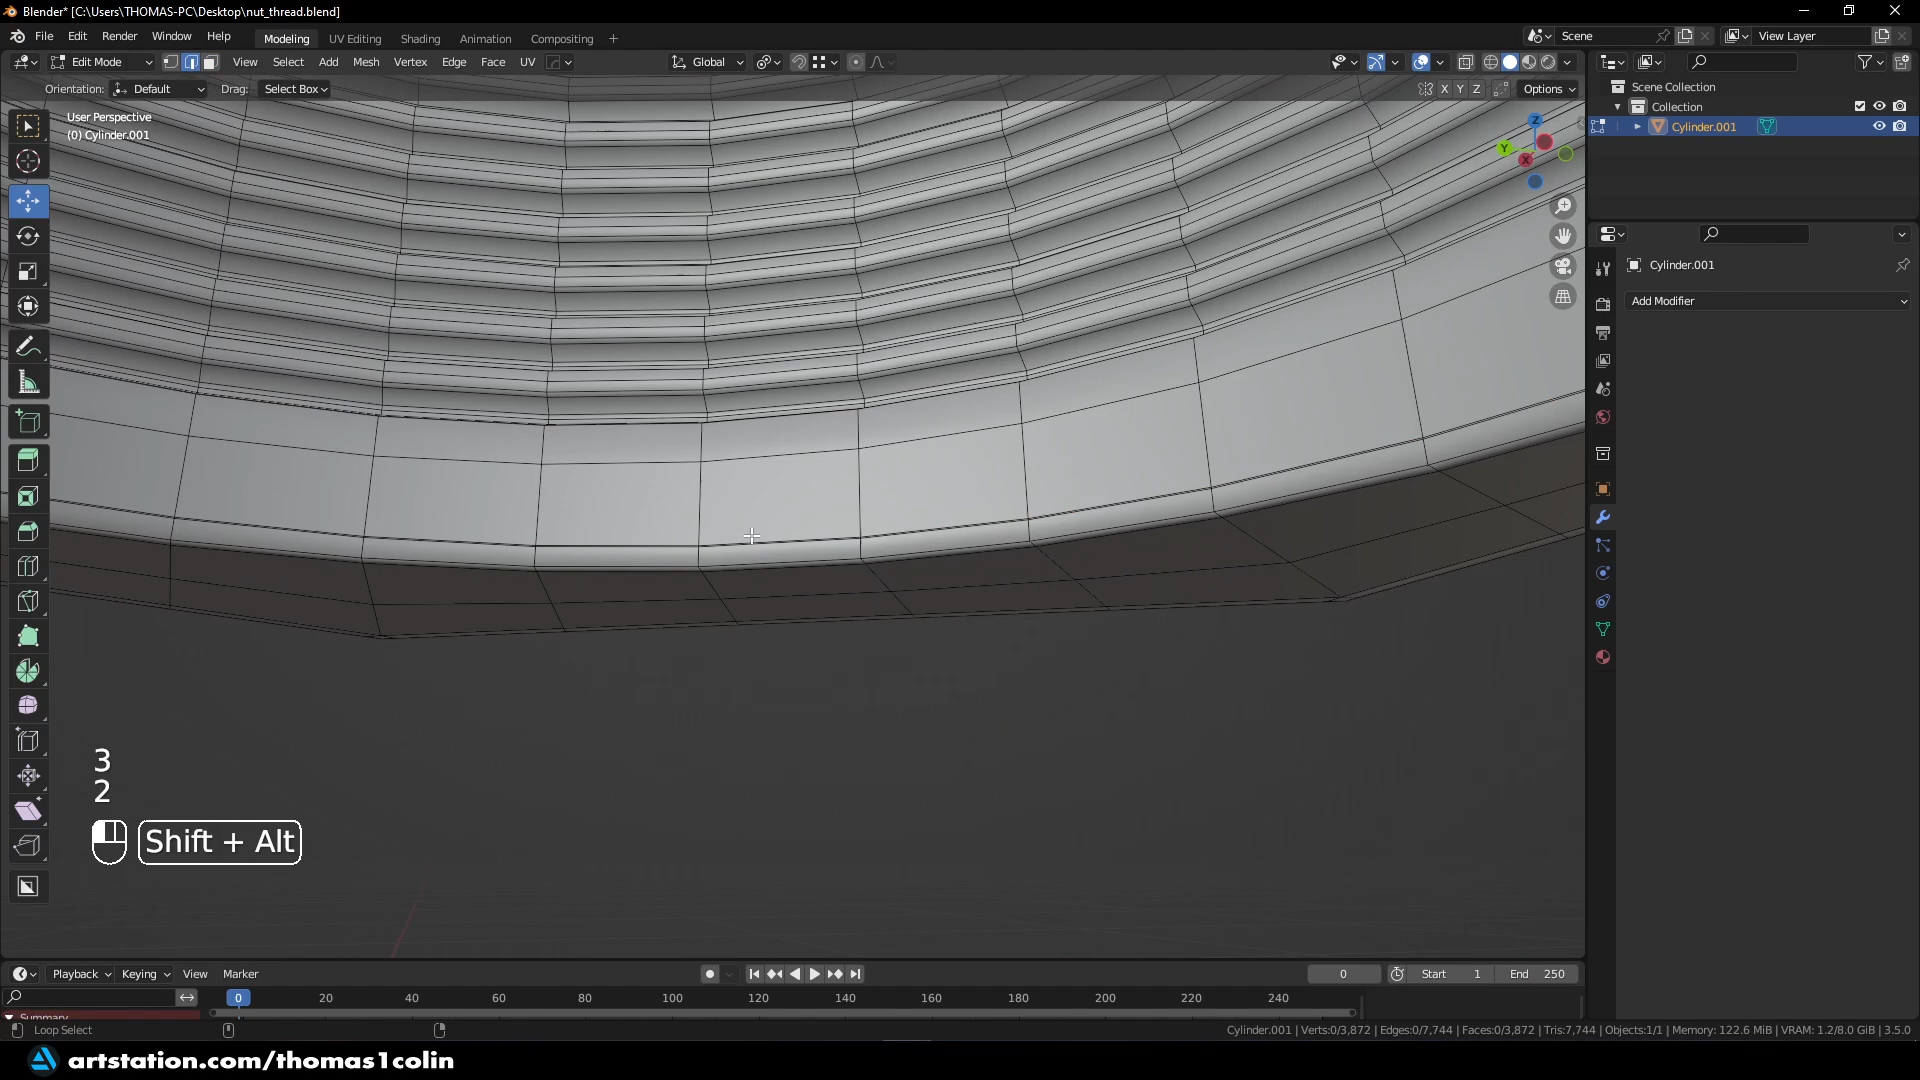 Blender* [C:\Users\THOMAS-PC\Desktop\nut_thread.blend]
File Edit Render Window Help Modeling UV Editing Shading Animation Compositing + Scene View Layer
Edit Mode View Select Add Mesh Vertex Edge Face UV Global
Orientation: Default Drag: Select Box X Y Z Options
User Perspective
(0) Cylinder.001
Z
Y
X
Scene Collection
Collection
Cylinder.001
Cylinder.001
Add Modifier
3
2
Shift + Alt
Playback Keying View Marker 0 Start 1 End 250
0 20 40 60 80 100 120 140 160 180 200 220 240
Summary
Loop Select
Cylinder.001 | Verts:0/3,872 | Edges:0/7,744 | Faces:0/3,872 | Tris:7,744 | Objects:1/1 | Memory: 122.6 MiB | VRAM: 1.2/8.0 GiB | 3.5.0
artstation.com/thomas1colin